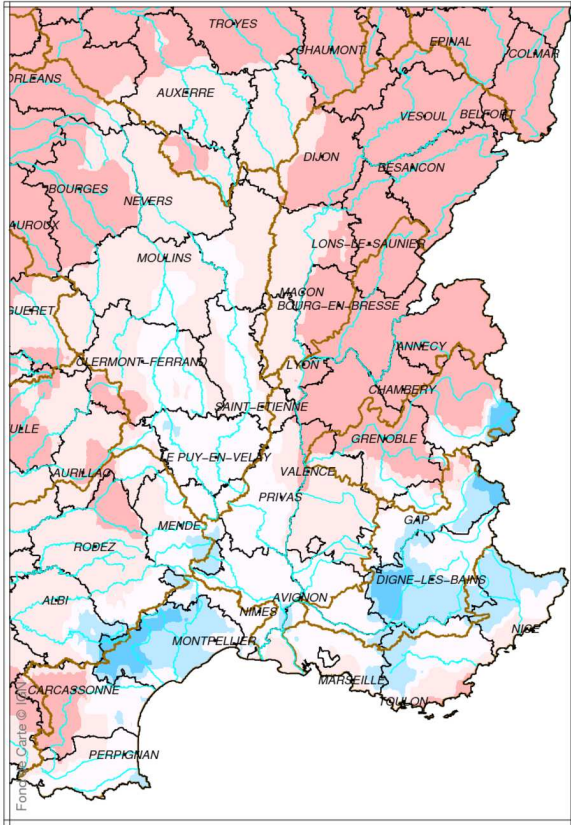 TROYES
CHAUMONT
EPINAL
COLMAR
ORLEANS
AUXERRE
VESOUL
BELFORT
DIJON
BESANCON
BOURGES
NEVERS
AUROUX
LONS-LE-SAUNIER
MOULINS
MACON
BOURG-EN-BRESSE
GUERET
ANNECY
CLERMONT-FERRAND
LYON
CHAMBERY
SAINT-ETIENNE
ULLE
GRENOBLE
LE PUY-EN-VELAY
AURILLAC
VALENCE
PRIVAS
MENDE
GAP
RODEZ
DIGNE-LES-BAINS
ALBI
AVIGNON
NIMES
NICE
MONTPELLIER
MARSEILLE
CARCASSONNE
TOULON
PERPIGNAN
Fond de Carte © IGN